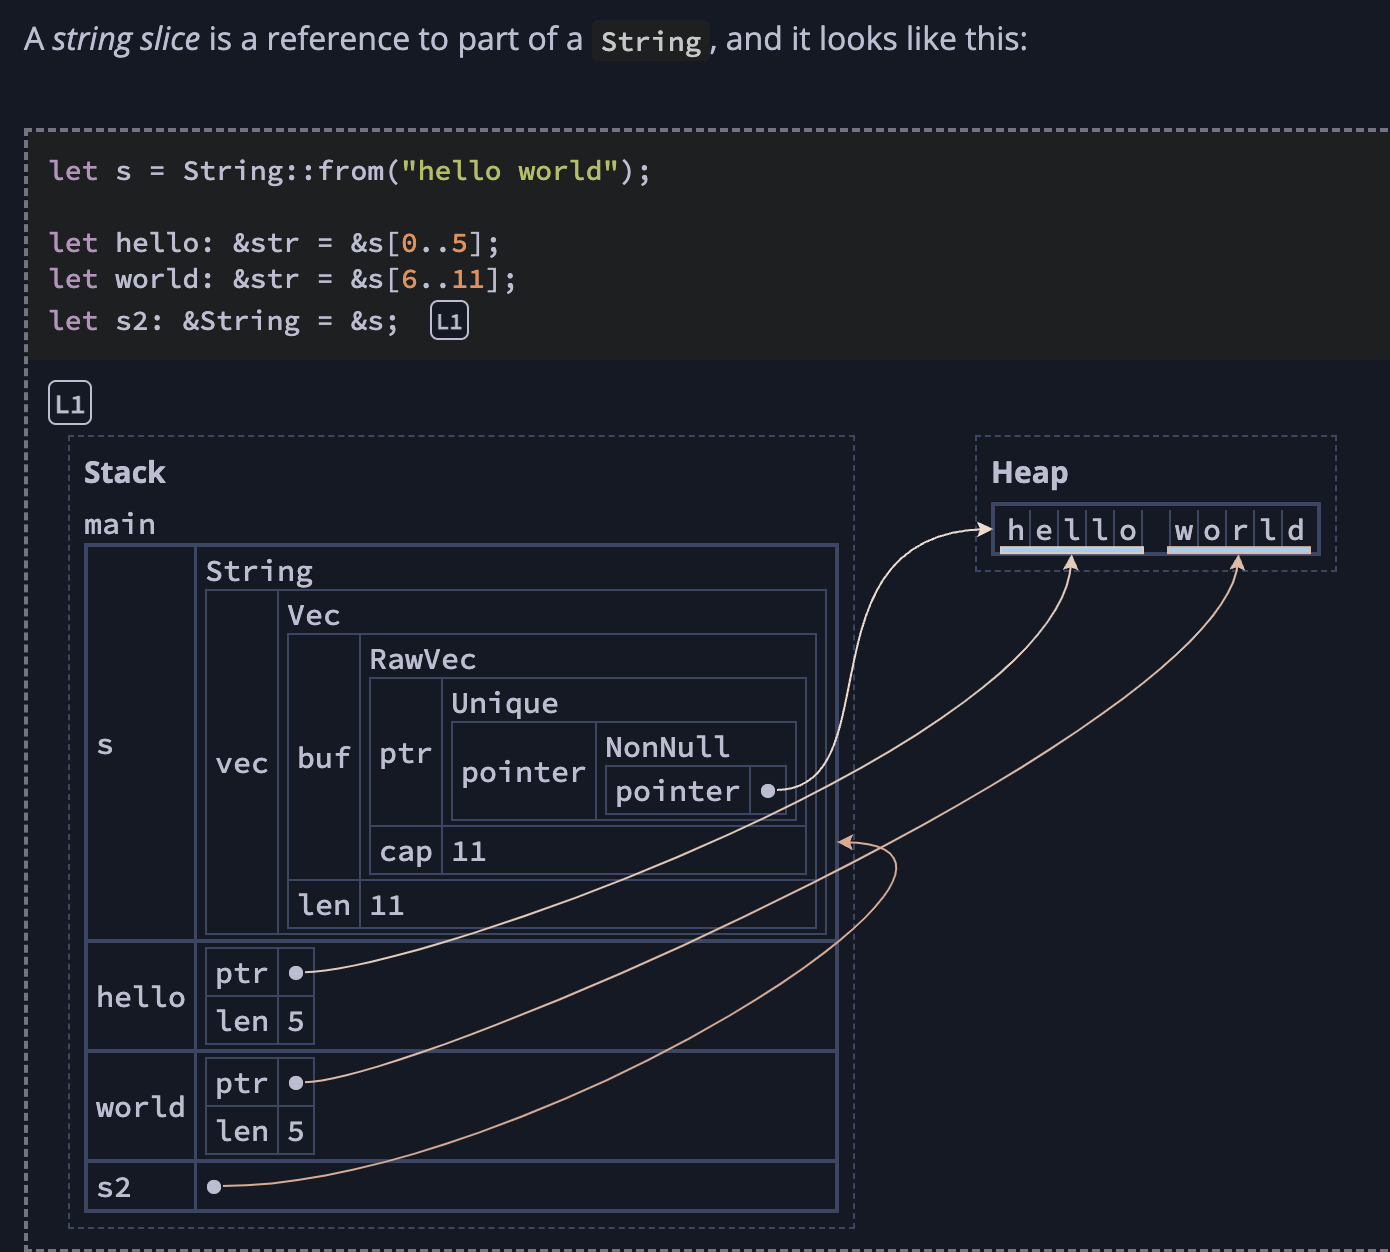 A string slice is a reference to part of a String, and it looks like this:
let s = String::from("hello world");
let hello: &str = &s[0..5];
let world: &str = &s[6..11];
let s2: &String = &s; L1
L1
Stack
Heap
main
hello world
s
String
vec
Vec
buf
RawVec
ptr
Unique
pointer
NonNull
pointer
cap 11
len 11
hello
ptr
len 5
world
ptr
len 5
s2